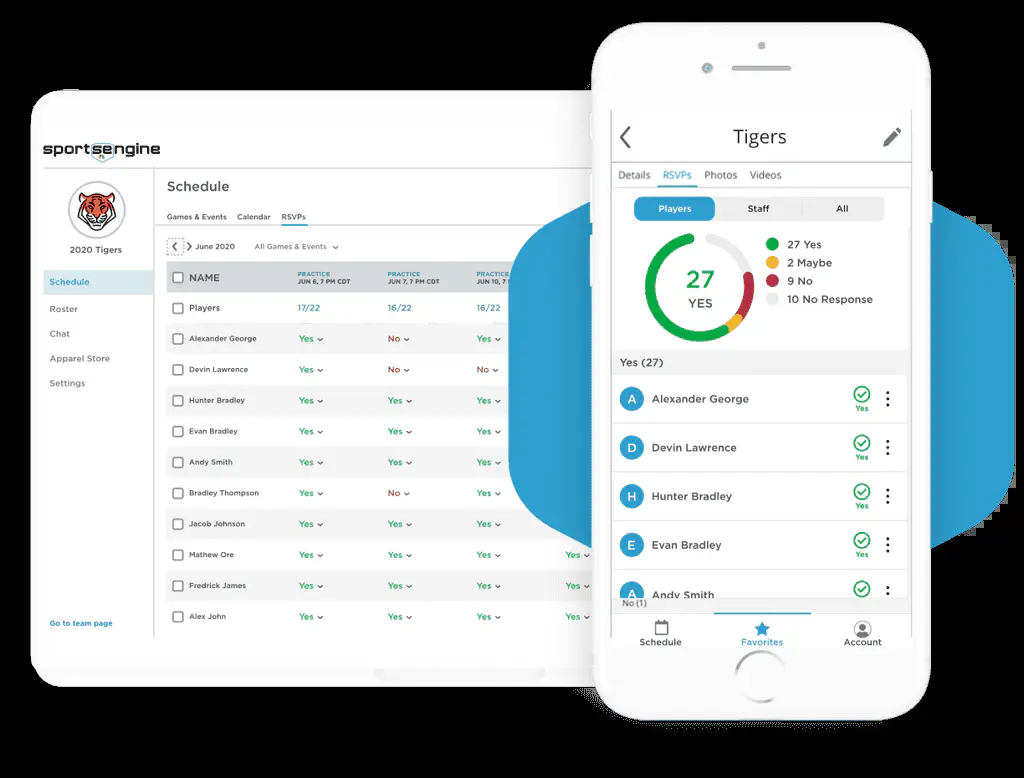 sportsengine
2020 Tigers
Schedule
Roster
Chat
Apparel Store
Settings
Go to team page
Schedule
Games & Events Calendar RSVPs
June 2020 All Games & Events
NAME PRACTICE PRACTICE PRACTICE
JUN 6, 7 PM CDT JUN 7, 7 PM CDT JUN 10, 7
Players 17/22 16/22 16/22
Alexander George Yes No Yes
Devin Lawrence Yes No No
Hunter Bradley Yes Yes Yes
Evan Bradley Yes Yes Yes
Andy Smith Yes Yes Yes
Bradley Thompson Yes No Yes
Jacob Johnson Yes Yes Yes
Mathew Ore Yes Yes Yes Yes
Fredrick James Yes Yes Yes Yes
Alex John Yes Yes Yes Yes
Tigers
Details RSVPs Photos Videos
Players Staff All
27
YES
27 Yes
2 Maybe
9 No
10 No Response
Yes (27)
A Alexander George Yes
D Devin Lawrence Yes
H Hunter Bradley Yes
E Evan Bradley Yes
A Andy Smith
No (1)
Schedule Favorites Account